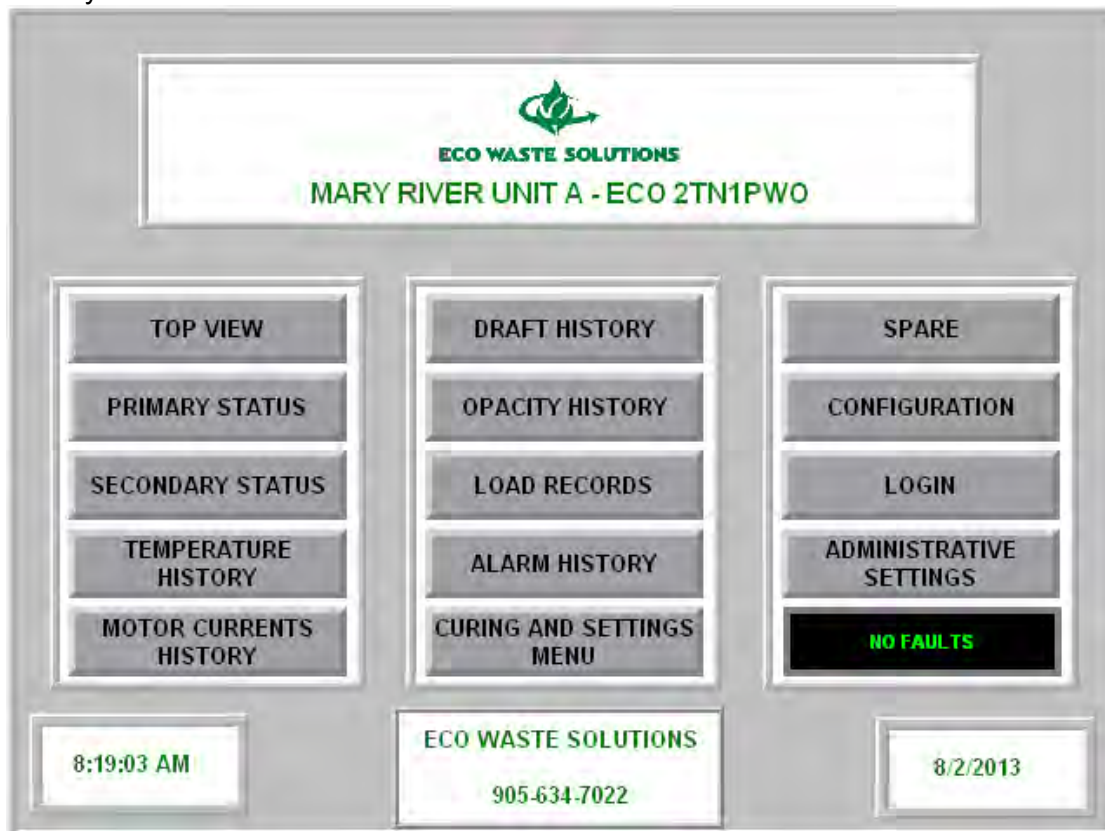 ECO WASTE SOLUTIONS
MARY RIVER UNIT A - ECO 2TN1PWO
TOP VIEW
PRIMARY STATUS
SECONDARY STATUS
TEMPERATURE
HISTORY
MOTOR CURRENTS
HISTORY
DRAFT HISTORY
OPACITY HISTORY
LOAD RECORDS
ALARM HISTORY
CURING AND SETTINGS
MENU
SPARE
CONFIGURATION
LOGIN
ADMINISTRATIVE
SETTINGS
NO FAULTS
8:19:03 AM
ECO WASTE SOLUTIONS
905-634-7022
8/2/2013